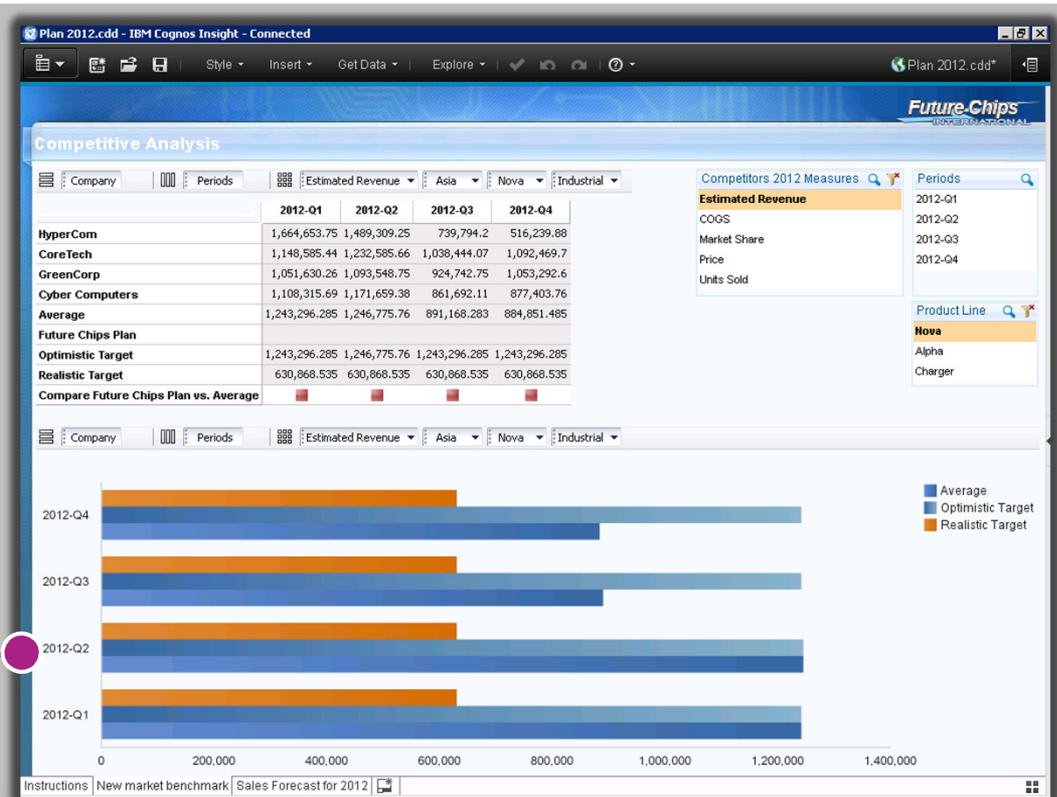 Plan 2012.cdd - IBM Cognos Insight - Connected
Style Insert Get Data Explore Plan 2012.cdd*
Future-Chips
INTERNATIONAL
Competitive Analysis
Company Periods Estimated Revenue Asia Nova Industrial
2012-Q1 2012-Q2 2012-Q3 2012-Q4
HyperCom 1,664,653.75 1,489,309.25 739,794.2 516,239.88
CoreTech 1,148,585.44 1,232,585.66 1,038,444.07 1,092,469.7
GreenCorp 1,051,630.26 1,093,548.75 924,742.75 1,053,292.6
Cyber Computers 1,108,315.69 1,171,659.38 861,692.11 877,403.76
Average 1,243,296.285 1,246,775.76 891,168.283 884,851.485
Future Chips Plan
Optimistic Target 1,243,296.285 1,246,775.76 1,243,296.285 1,243,296.285
Realistic Target 630,868.535 630,868.535 630,868.535 630,868.535
Compare Future Chips Plan vs. Average
Competitors 2012 Measures
Estimated Revenue
COGS
Market Share
Price
Units Sold
Periods
2012-Q1
2012-Q2
2012-Q3
2012-Q4
Product Line
Nova
Alpha
Charger
Company Periods Estimated Revenue Asia Nova Industrial
2012-Q4
2012-Q3
2012-Q2
2012-Q1
0 200,000 400,000 600,000 800,000 1,000,000 1,200,000 1,400,000
Average
Optimistic Target
Realistic Target
Instructions New market benchmark Sales Forecast for 2012